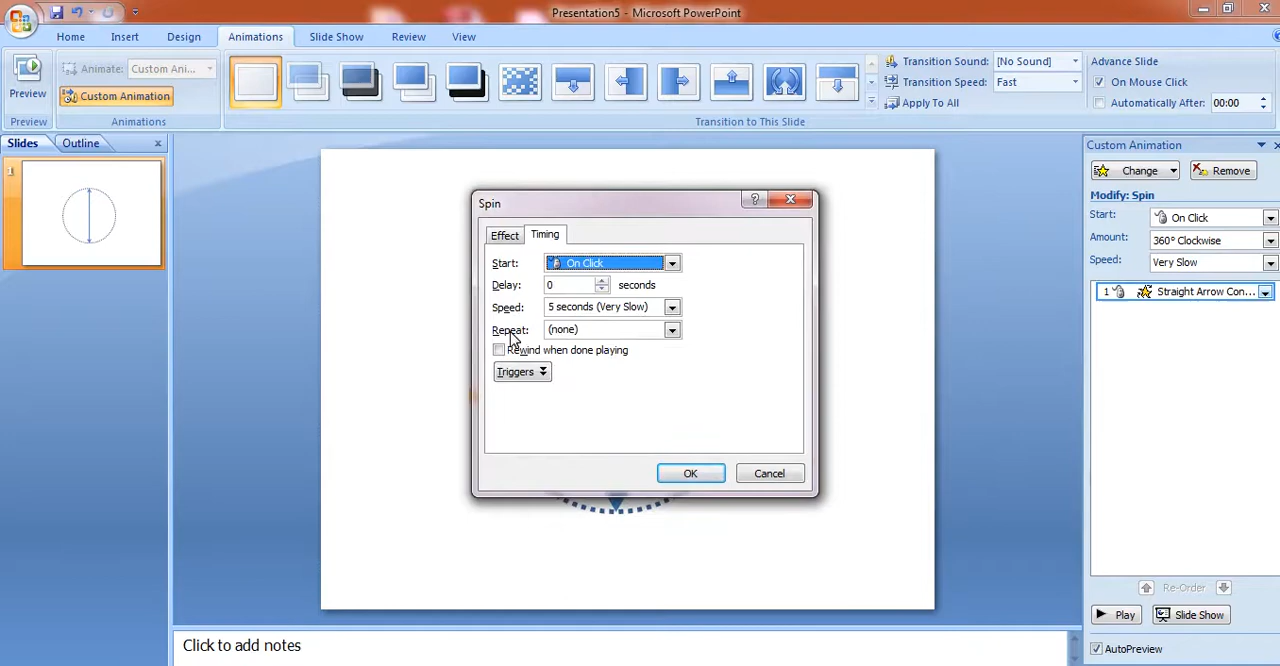 Presentation5 - Microsoft PowerPoint
Home Insert Design Animations Slide Show Review View
Preview
Preview
Animate: Custom Ani...
Custom Animation
Animations
Transition Sound: [No Sound]
Transition Speed: Fast
Apply To All
Transition to This Slide
Advance Slide
On Mouse Click
Automatically After: 00:00
Slides Outline
1
Spin
Effect Timing
Start: On Click
Delay: 0 seconds
Speed: 5 seconds (Very Slow)
Repeat: (none)
Rewind when done playing
Triggers
OK Cancel
Custom Animation
Change Remove
Modify: Spin
Start: On Click
Amount: 360° Clockwise
Speed: Very Slow
1 Straight Arrow Con...
Re-Order
Play Slide Show
AutoPreview
Click to add notes